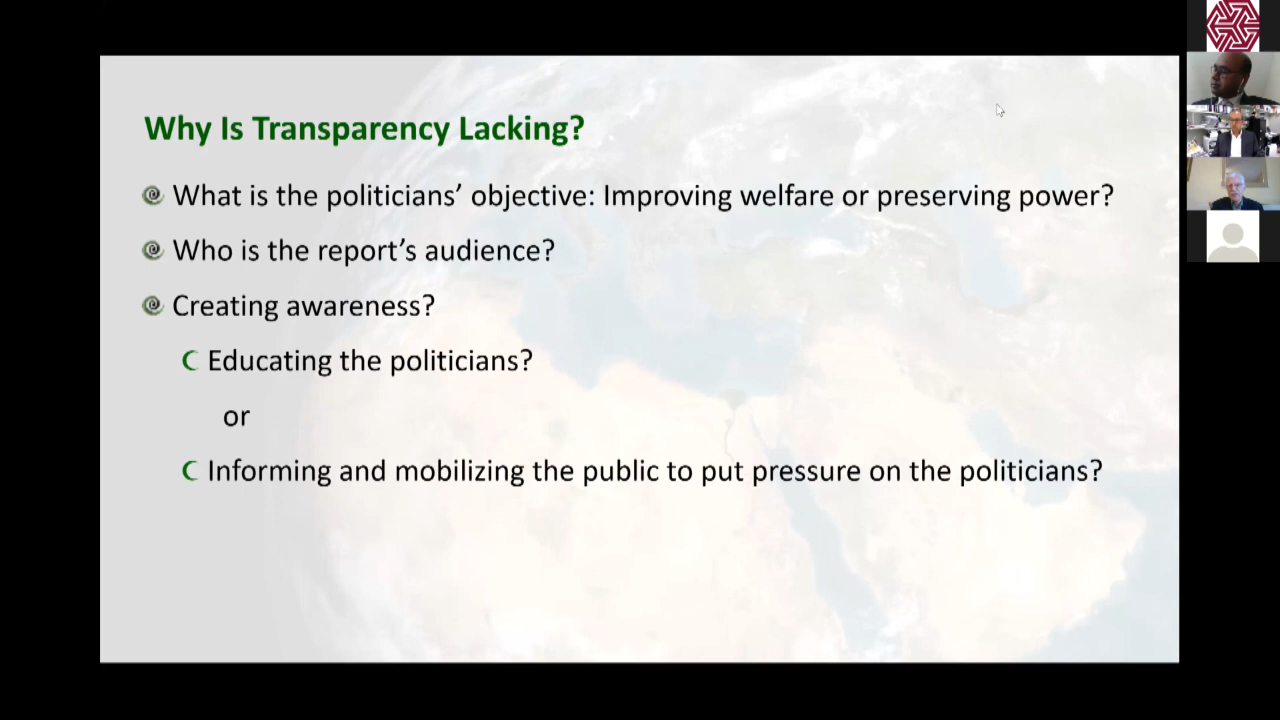 Why Is Transparency Lacking?
What is the politicians’ objective: Improving welfare or preserving power?
Who is the report’s audience?
Creating awareness?
Educating the politicians?
or
Informing and mobilizing the public to put pressure on the politicians?